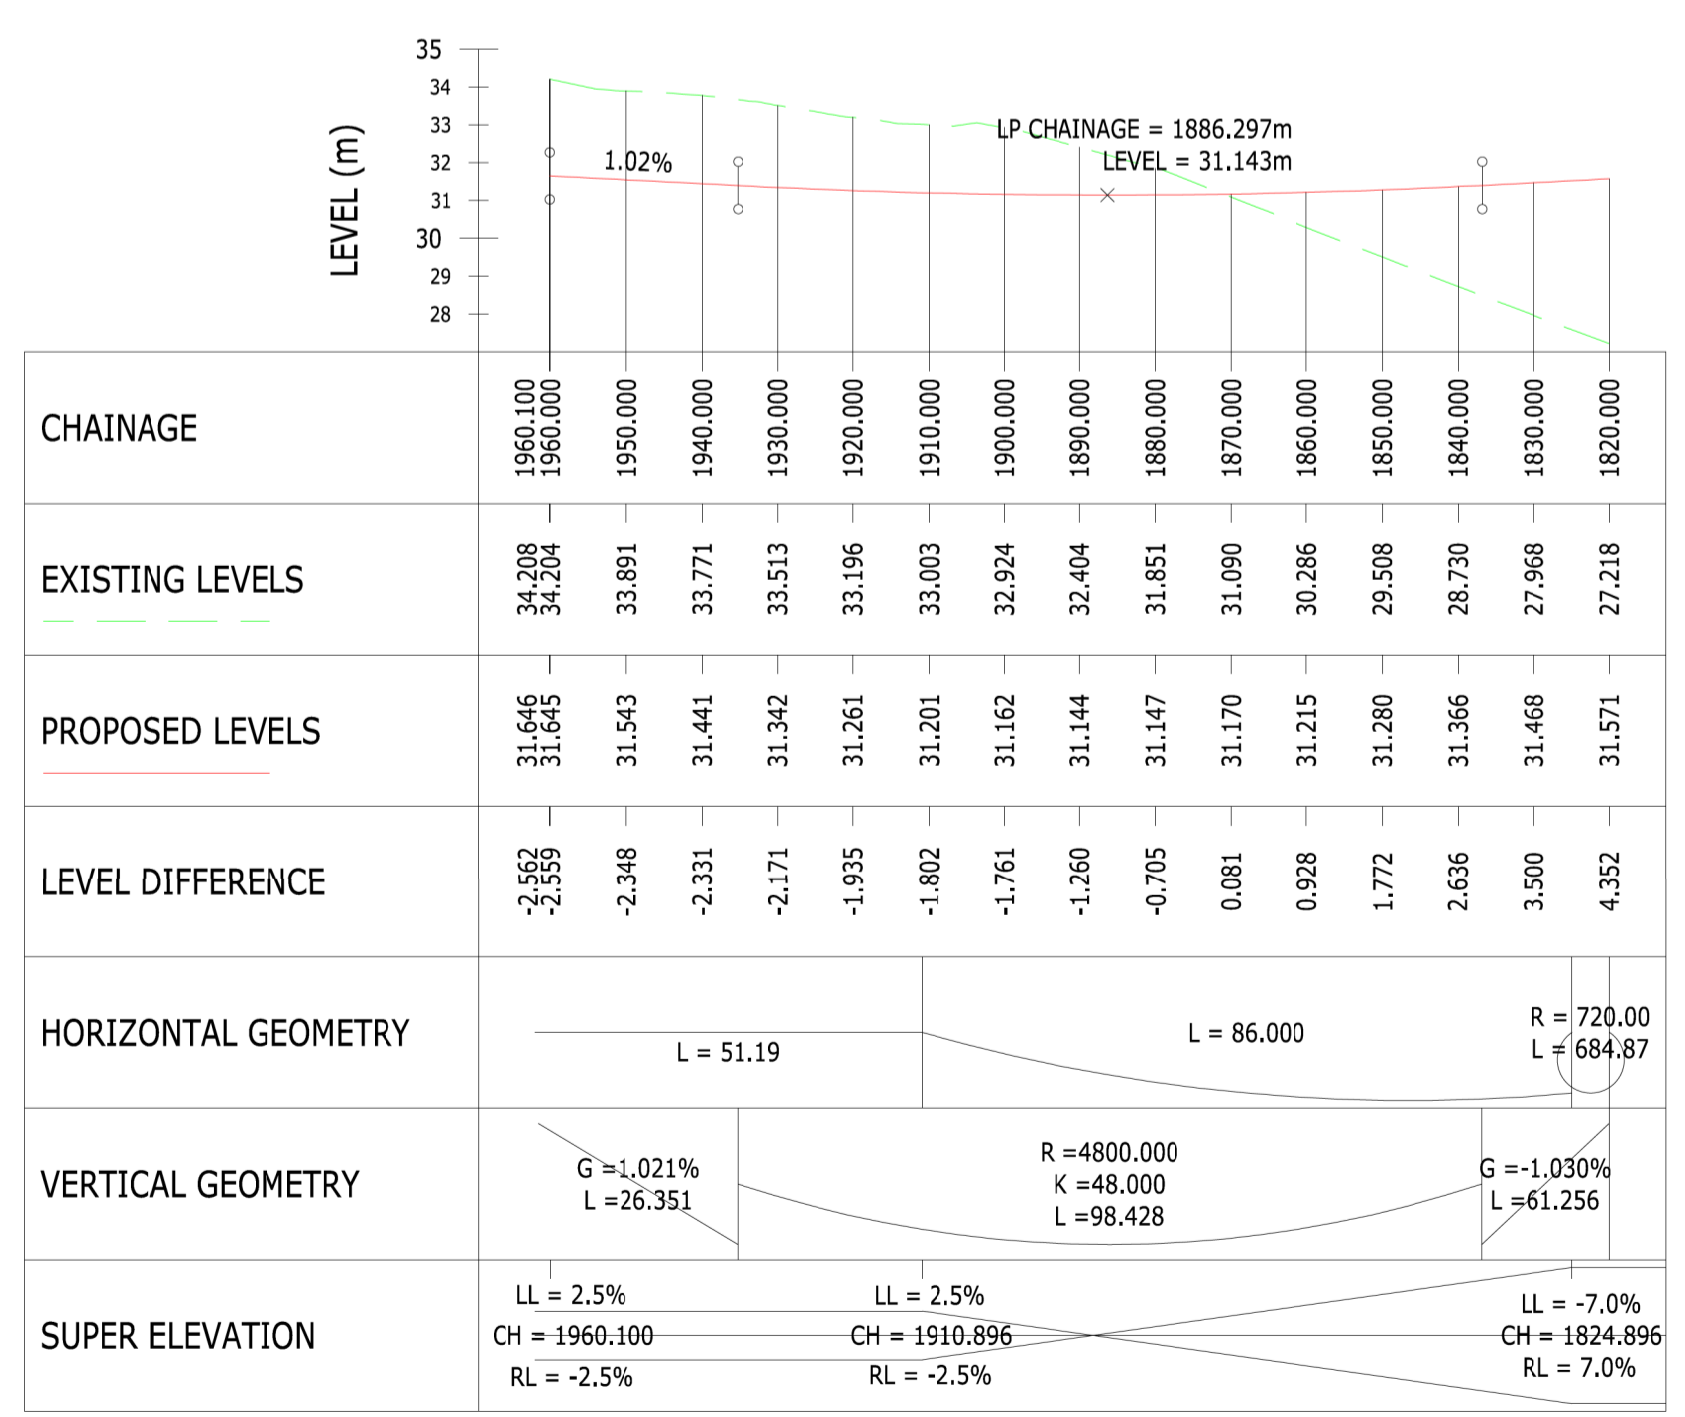 35
34
33
32
31
30
29
28
LEVEL (m)
1.02%
LP CHAINAGE = 1886.297m
LEVEL = 31.143m
CHAINAGE
1960.100
1960.000
1950.000
1940.000
1930.000
1920.000
1910.000
1900.000
1890.000
1880.000
1870.000
1860.000
1850.000
1840.000
1830.000
1820.000
EXISTING LEVELS
34.208
34.204
33.891
33.771
33.513
33.196
33.003
32.924
32.404
31.851
31.090
30.286
29.508
28.730
27.968
27.218
PROPOSED LEVELS
31.646
31.645
31.543
31.441
31.342
31.261
31.201
31.162
31.144
31.147
31.170
31.215
31.280
31.366
31.468
31.571
LEVEL DIFFERENCE
-2.562
-2.559
-2.348
-2.331
-2.171
-1.935
-1.802
-1.761
-1.260
-0.705
0.081
0.928
1.772
2.636
3.500
4.352
HORIZONTAL GEOMETRY
L = 51.19
L = 86.000
R = 720.00
L = 684.87
VERTICAL GEOMETRY
G =1.021%
L =26.351
R =4800.000
K =48.000
L =98.428
G =-1.030%
L =61.256
SUPER ELEVATION
LL = 2.5%
CH = 1960.100
RL = -2.5%
LL = 2.5%
CH = 1910.896
RL = -2.5%
LL = -7.0%
CH = 1824.896
RL = 7.0%